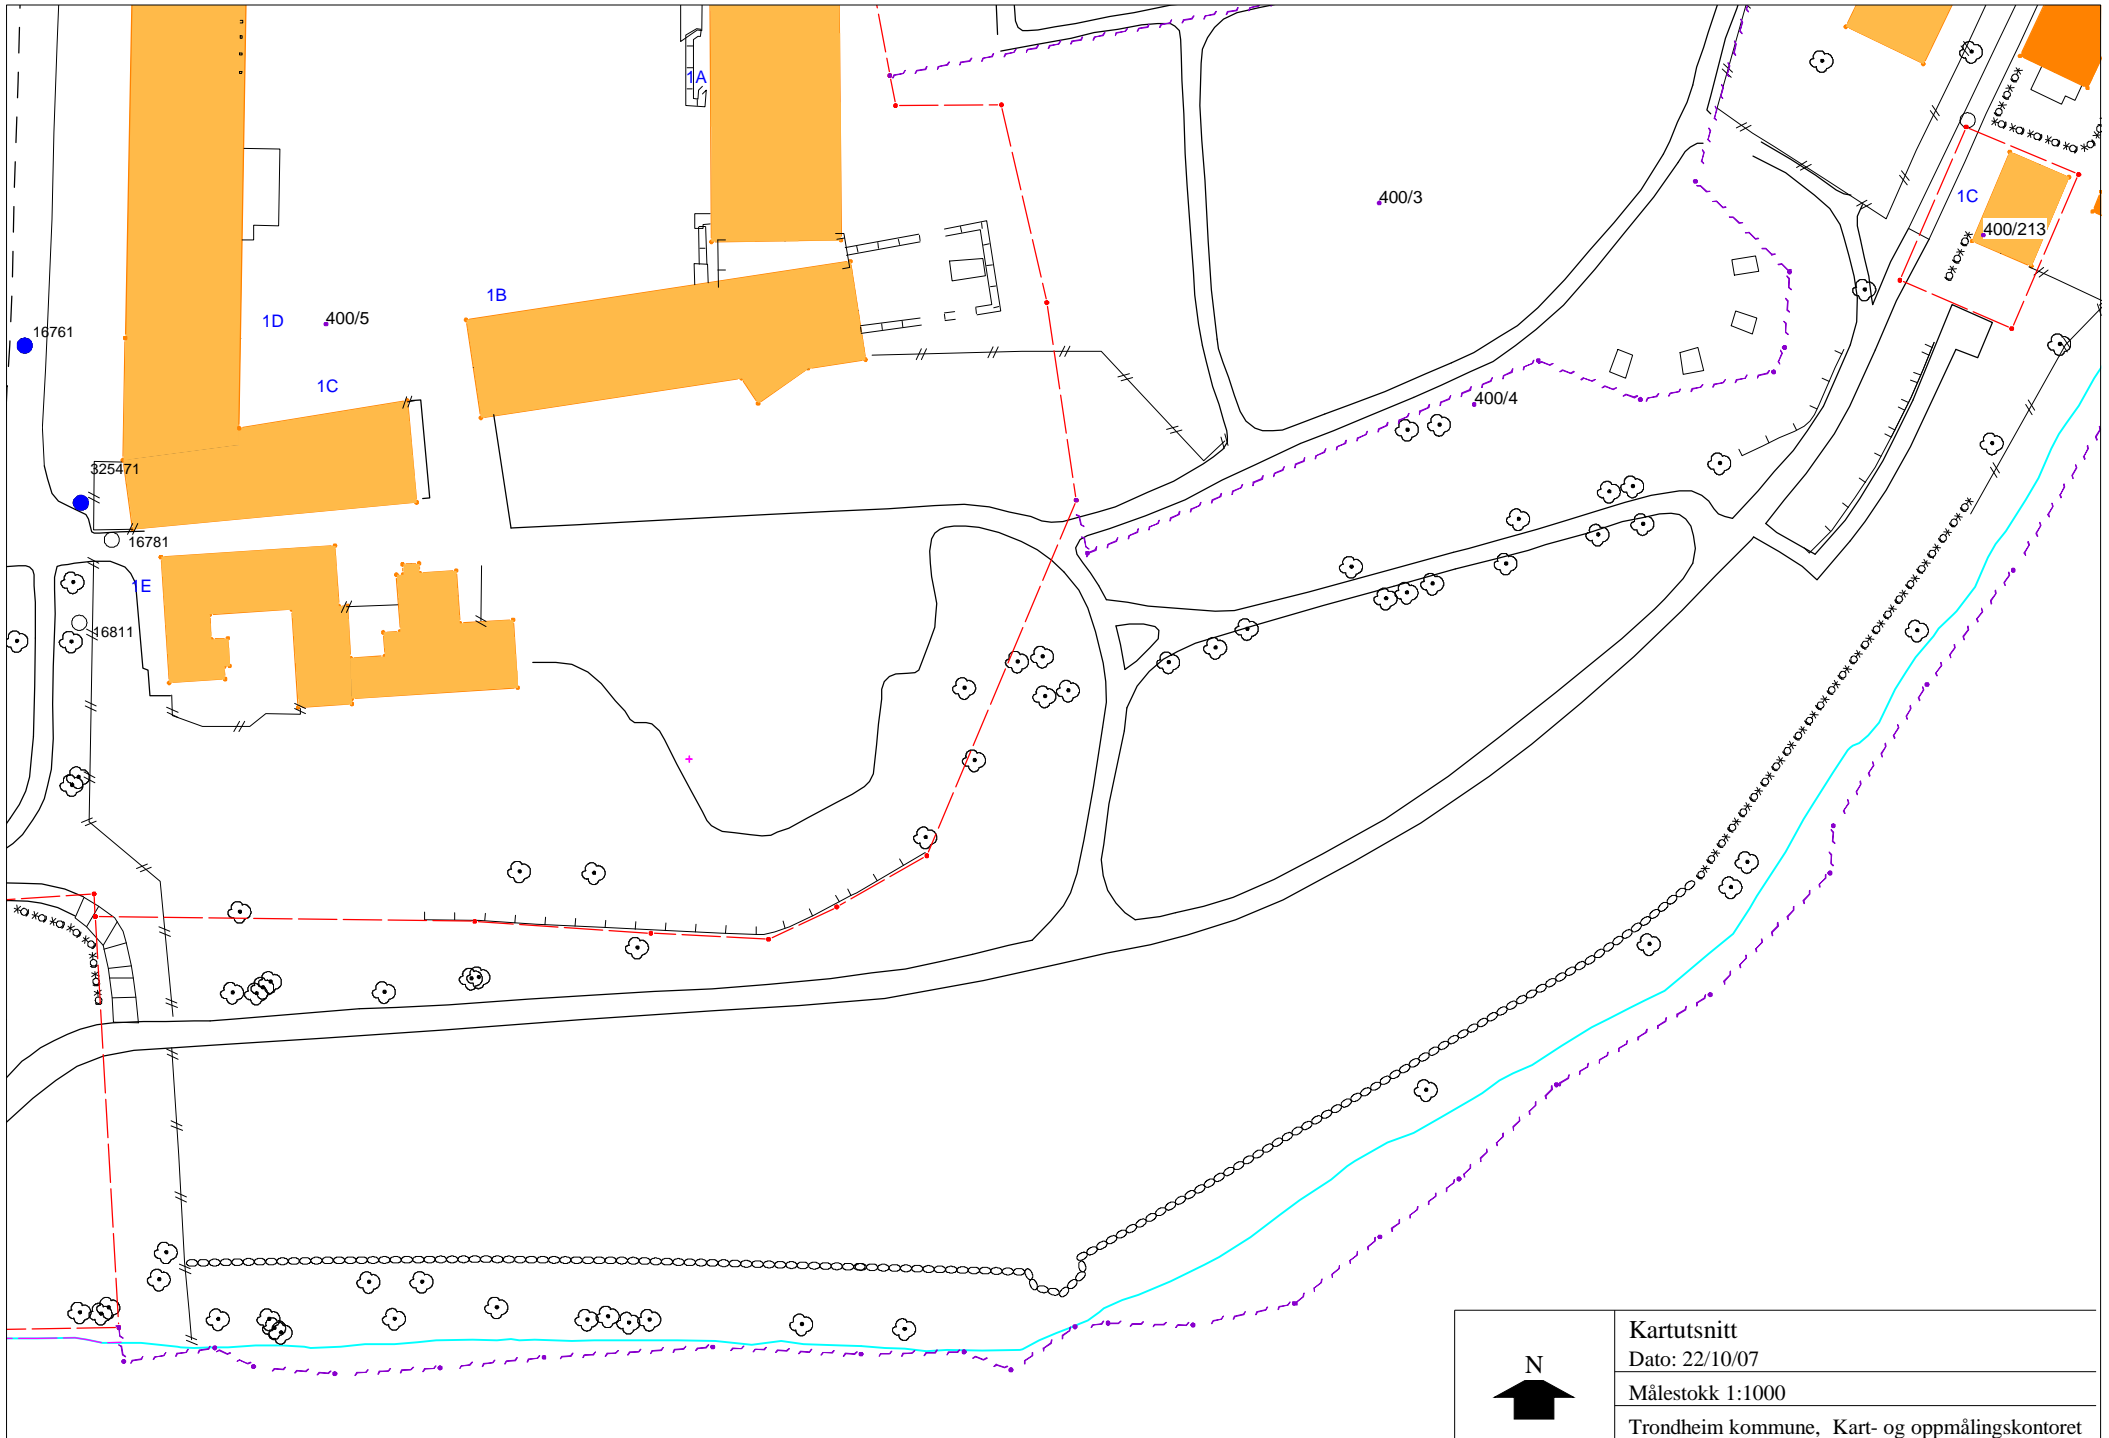 1A
400/3
1C
400/213
1B
1D
400/5
16761
1C
400/4
325471
16781
1E
16811
N
Kartutsnitt
Dato: 22/10/07
Målestokk 1:1000
Trondheim kommune, Kart- og oppmålingskontoret